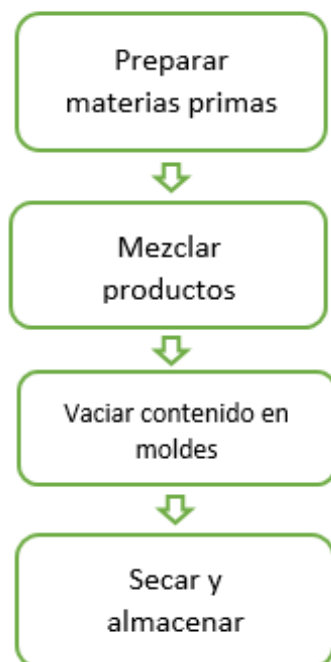 Preparar
materias primas
Mezclar
productos
Vaciar contenido en
moldes
Secar y
almacenar